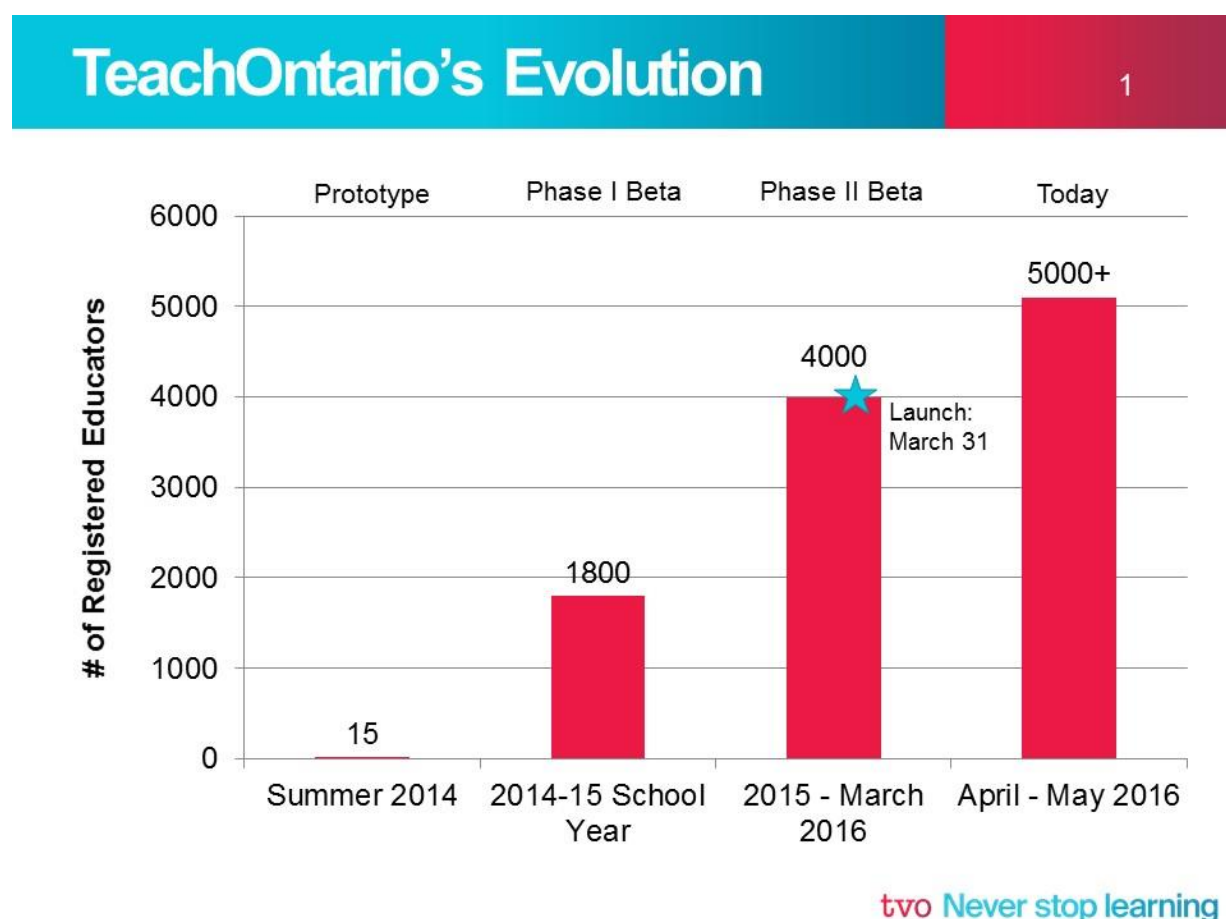 TeachOntario's Evolution
1
Prototype
Phase I Beta
Phase II Beta
Today
# of Registered Educators
6000
5000
4000
3000
2000
1000
0
15
1800
4000
Launch:
March 31
5000+
Summer 2014
2014-15 School
Year
2015 - March
2016
April - May 2016
tvo Never stop learning